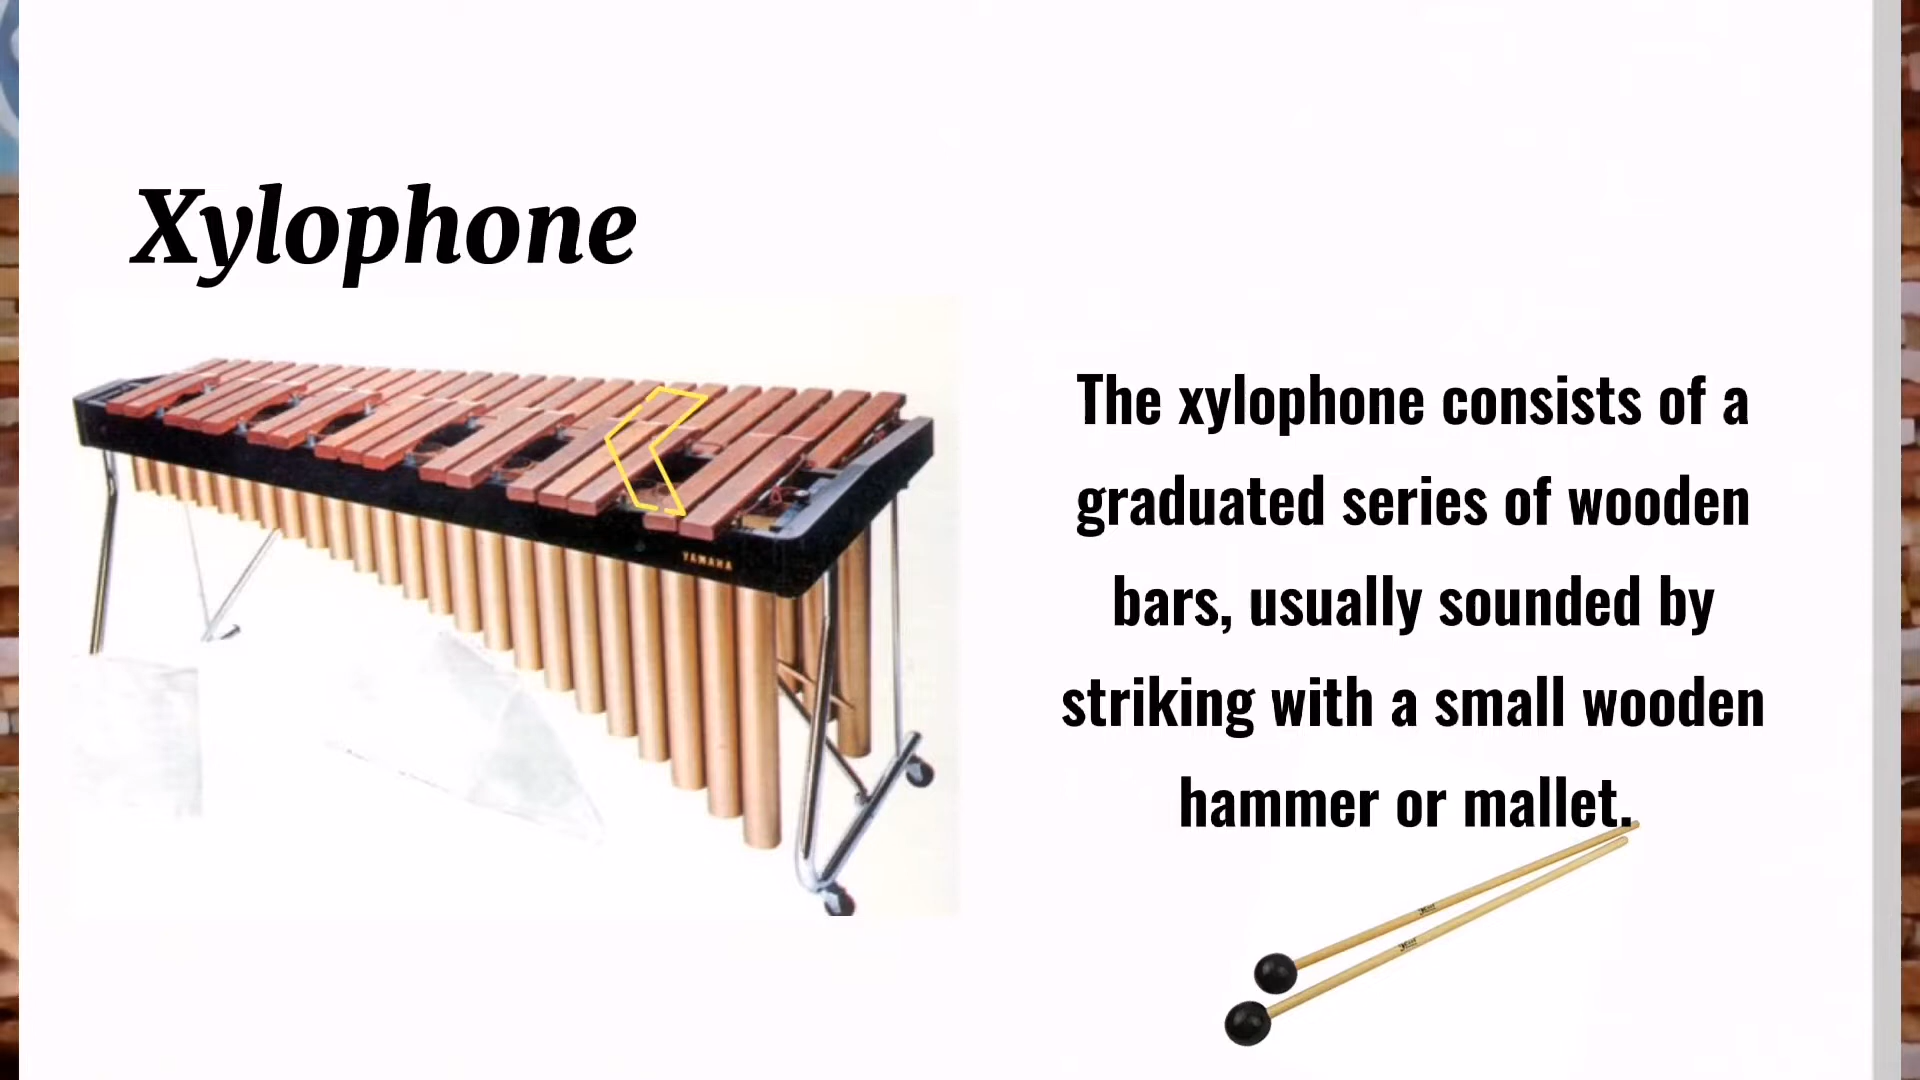 Xylophone
The xylophone consists of a
graduated series of wooden
bars, usually sounded by
striking with a small wooden
hammer or mallet.
YAMAHA